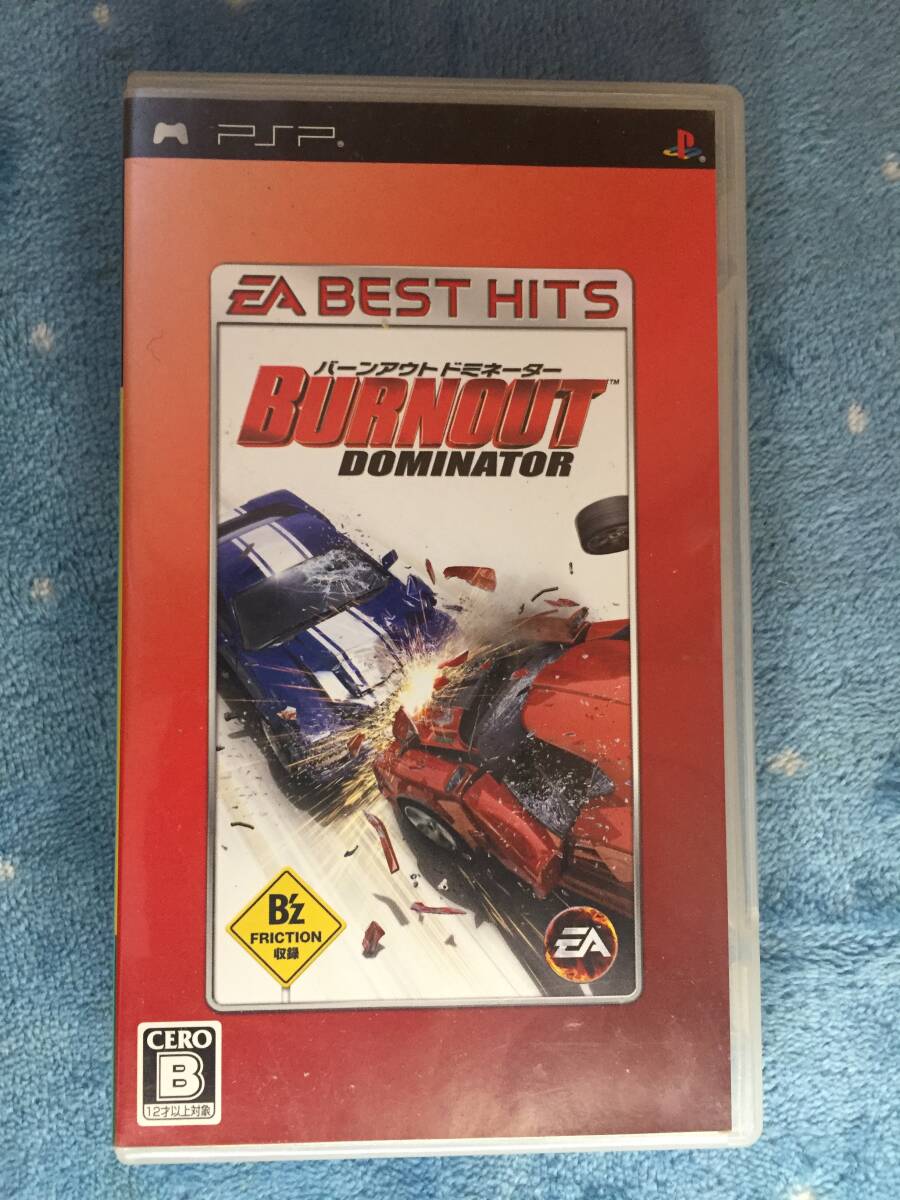 PSP
EA BEST HITS
バーンアウト ドミネーター
BURNOUT™
DOMINATOR
B'z
FRICTION
収録
EA
CERO
B
12才以上対象